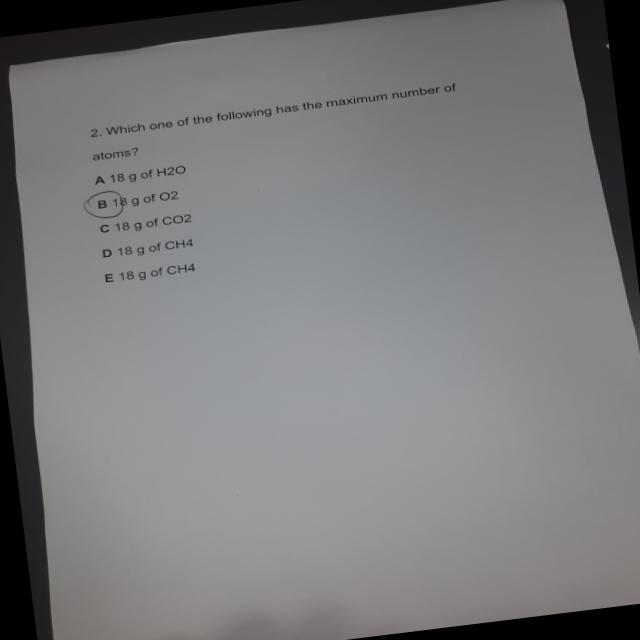 2. Which one of the following has the maximum number of
atoms?
A 18 g of H2O
B 18 g of O2
C 18 g of CO2
D 18 g of CH4
E 18 g of CH4